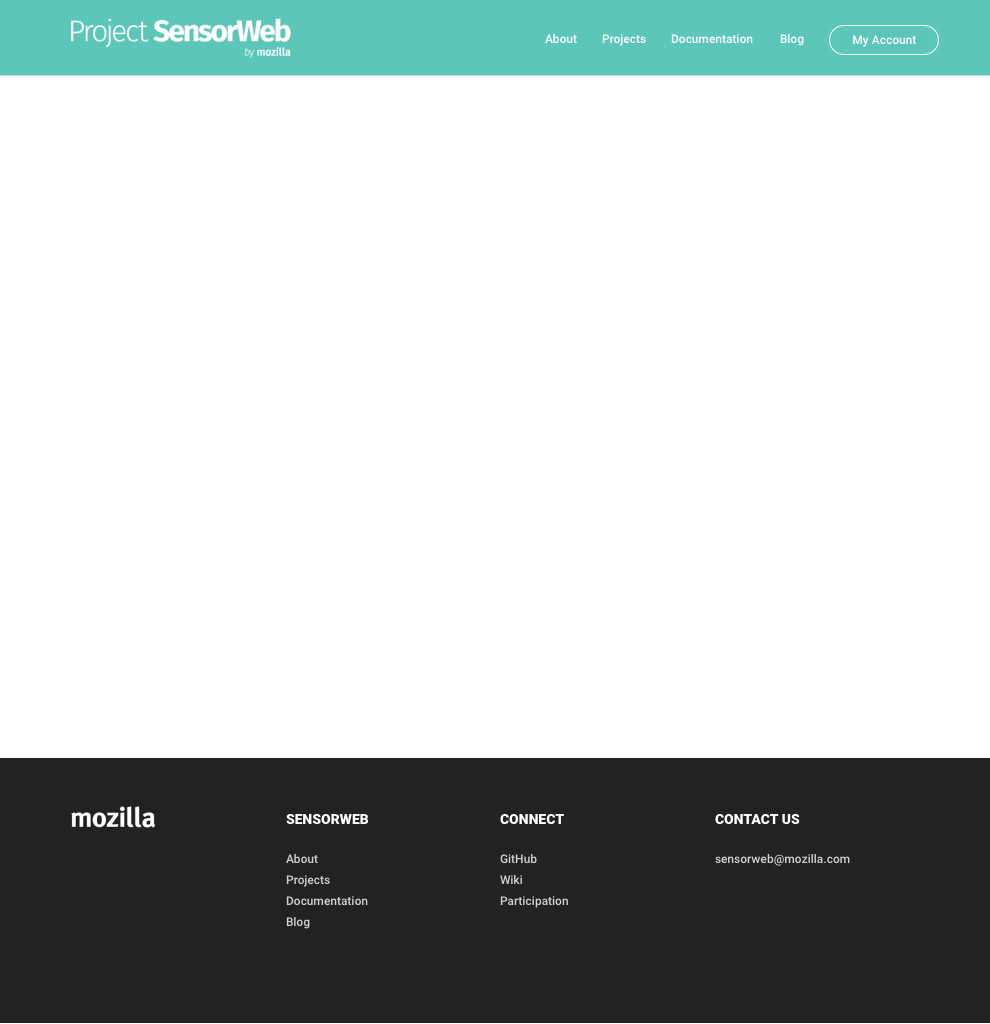 Project SensorWeb
by mozilla
About Projects Documentation Blog My Account
mozilla
SENSORWEB
About
Projects
Documentation
Blog
CONNECT
GitHub
Wiki
Participation
CONTACT US
sensorweb@mozilla.com